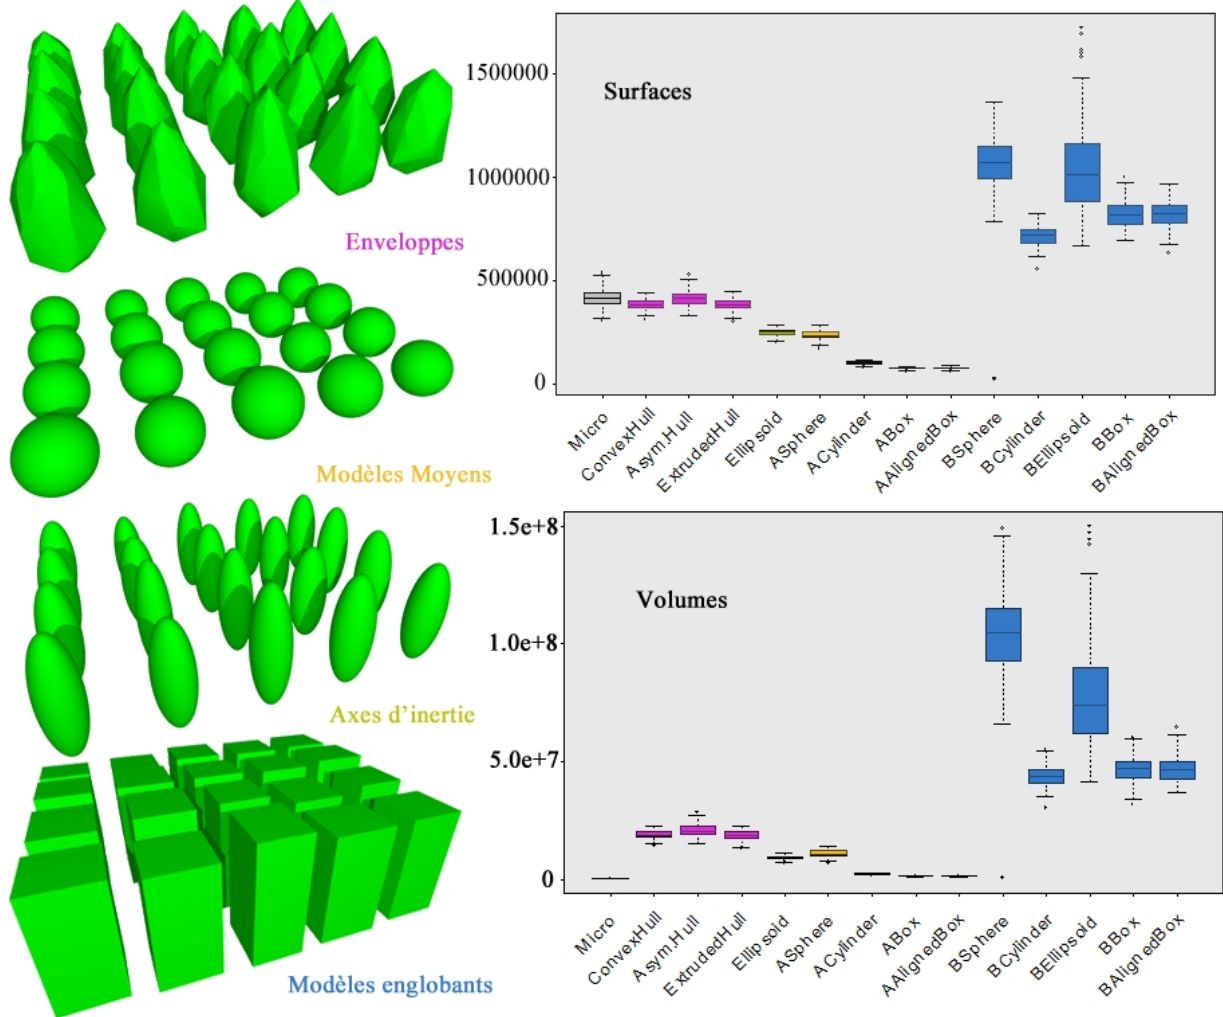 Enveloppes
Modèles Moyens
Axes d'inertie
Modèles englobants
Surfaces
1500000
1000000
500000
0
Micro
ConvexHull
AsymHull
ExtrudedHull
Ellipsoid
ASphere
ACylinder
ABox
AAlignedBox
BSphere
BCylinder
BEllipsoid
BBox
BAlignedBox
Volumes
1.5e+8
1.0e+8
5.0e+7
0
Micro
ConvexHull
AsymHull
ExtrudedHull
Ellipsoid
ASphere
ACylinder
ABox
AAlignedBox
BSphere
BCylinder
BEllipsoid
BBox
BAlignedBox